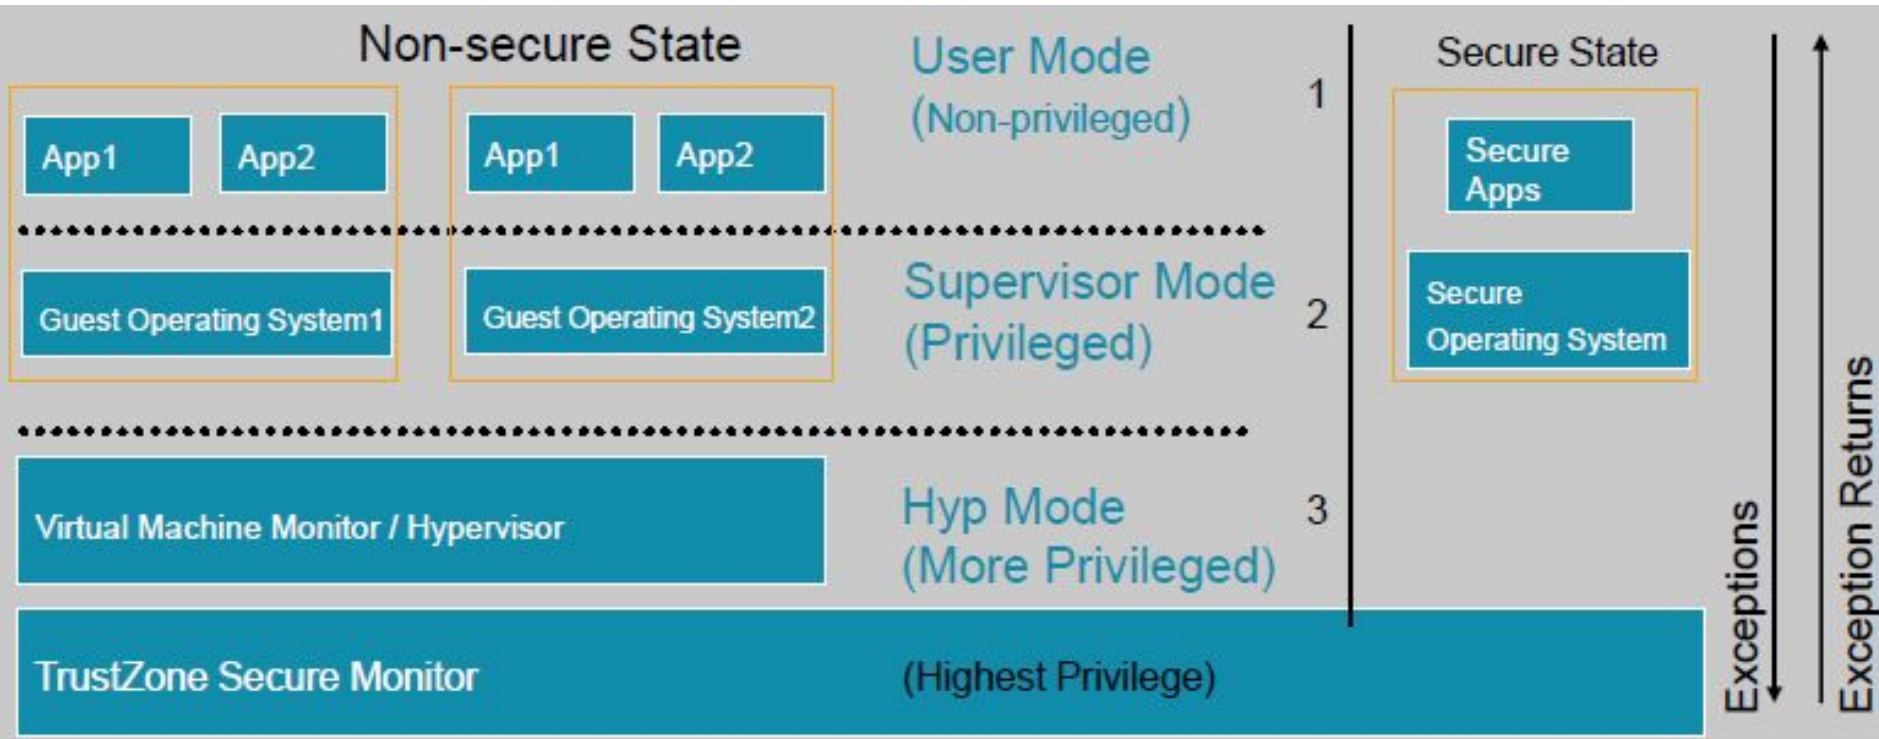 Non-secure State
User Mode
(Non-privileged)
1
Secure State
App1
App2
App1
App2
Secure
Apps
Guest Operating System1
Guest Operating System2
Supervisor Mode
(Privileged)
2
Secure
Operating System
Virtual Machine Monitor / Hypervisor
Hyp Mode
(More Privileged)
3
TrustZone Secure Monitor
(Highest Privilege)
Exceptions
Exception Returns